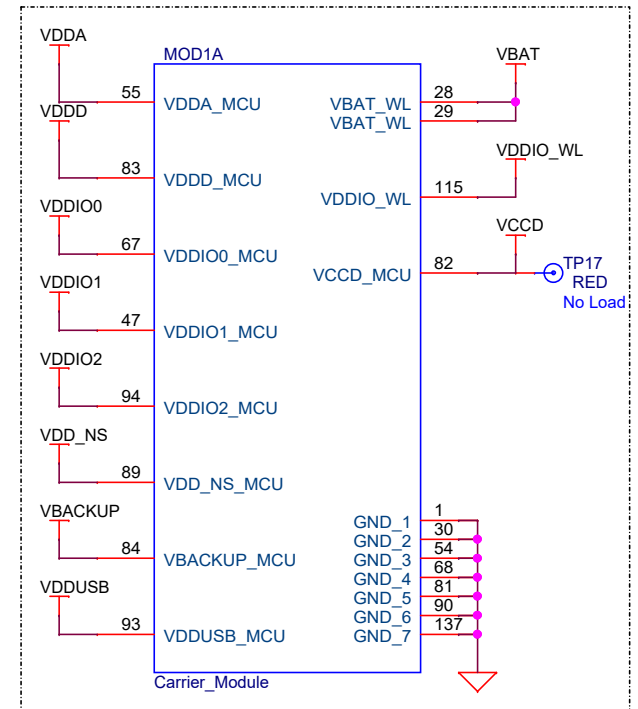 VDDA
MOD1A
VBAT
55
VDDA_MCU
VBAT_WL
28
VBAT_WL
29
VDDD
VDDIO_WL
83
VDDD_MCU
VDDIO_WL
115
VDDIO0
VCCD
67
VDDIO0_MCU
VCCD_MCU
82
TP17
RED
No Load
VDDIO1
47
VDDIO1_MCU
VDDIO2
94
VDDIO2_MCU
VDD_NS
89
VDD_NS_MCU
VBACKUP
84
VBACKUP_MCU
VDDUSB
93
VDDUSB_MCU
GND_1
1
GND_2
30
GND_3
54
GND_4
68
GND_5
81
GND_6
90
GND_7
137
Carrier_Module